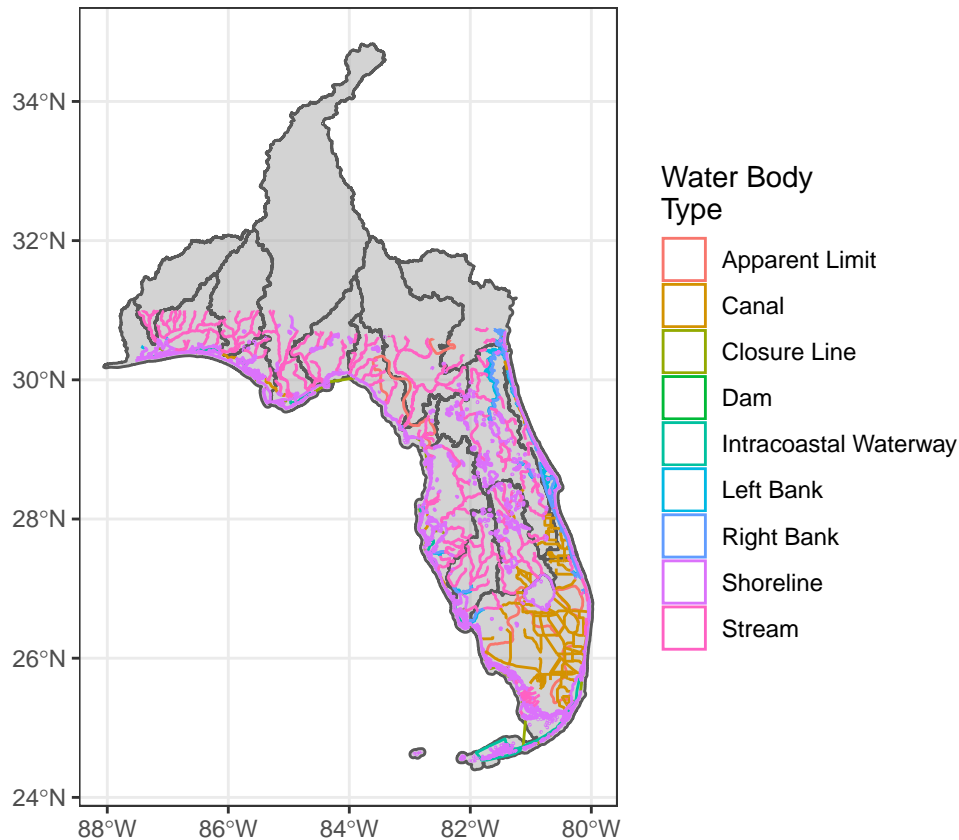 34°N
32°N
30°N
28°N
26°N
24°N
88°W 86°W 84°W 82°W 80°W
Water Body
Type
Apparent Limit
Canal
Closure Line
Dam
Intracoastal Waterway
Left Bank
Right Bank
Shoreline
Stream